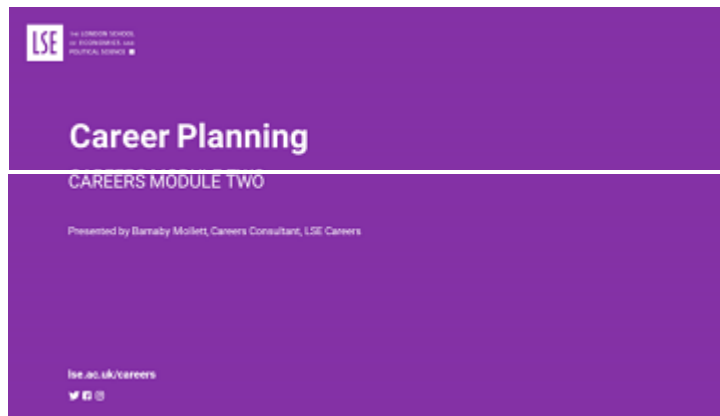 LSE
THE LONDON SCHOOL
OF ECONOMICS AND
POLITICAL SCIENCE
Career Planning
CAREERS MODULE TWO
Presented by Barnaby Mollett, Careers Consultant, LSE Careers
lse.ac.uk/careers